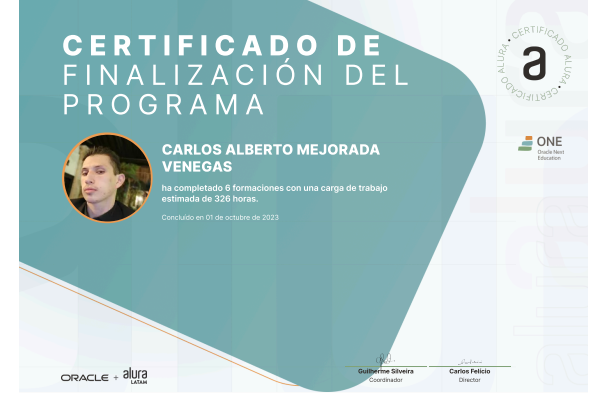 CERTIFICADO DE
FINALIZACIÓN DEL
PROGRAMA
CERTIFICADO ALURA • CERTIFICADO ALURA •
a
ONE
Oracle Next
Education
CARLOS ALBERTO MEJORADA
VENEGAS
ha completado 6 formaciones con una carga de trabajo
estimada de 326 horas.
Concluido en 01 de octubre de 2023
ORACLE + alura
LATAM
Guilherme Silveira
Coordinador
Carlos Felício
Director